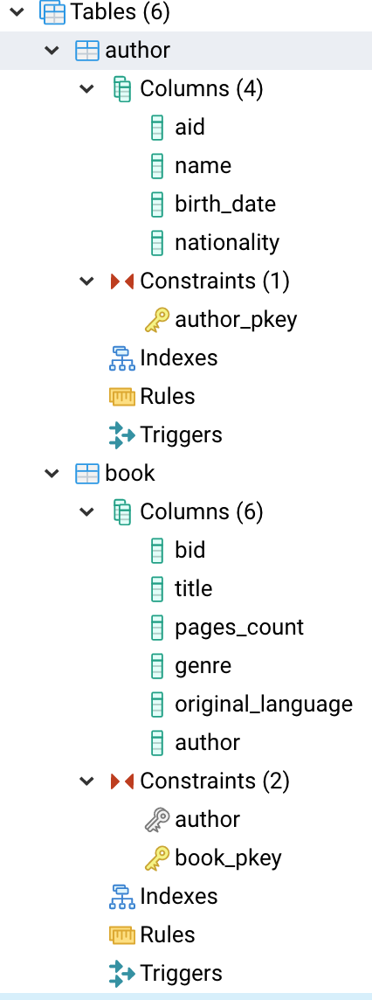 Tables (6)
author
Columns (4)
aid
name
birth_date
nationality
Constraints (1)
author_pkey
Indexes
Rules
Triggers
book
Columns (6)
bid
title
pages_count
genre
original_language
author
Constraints (2)
author
book_pkey
Indexes
Rules
Triggers